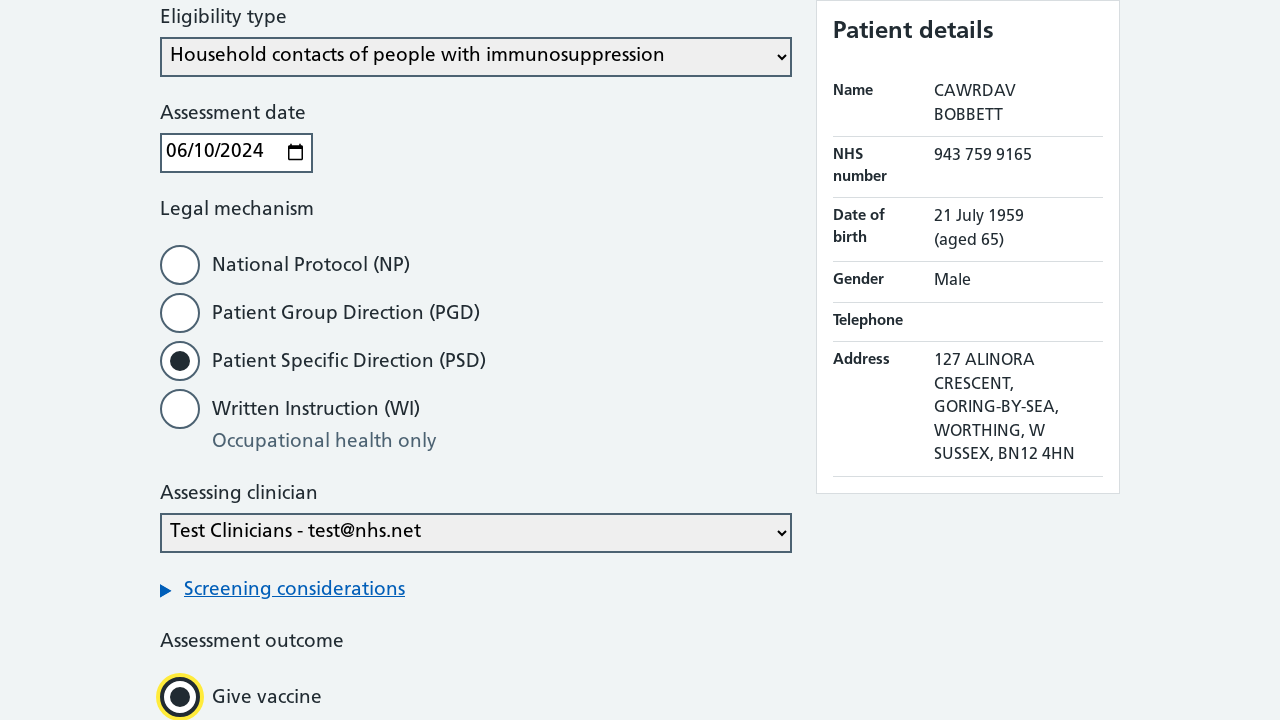 Eligibility type
Household contacts of people with immunosuppression
Assessment date
06/10/2024
Legal mechanism
National Protocol (NP)
Patient Group Direction (PGD)
Patient Specific Direction (PSD)
Written Instruction (WI)
Occupational health only
Assessing clinician
Test Clinicians - test@nhs.net
Screening considerations
Assessment outcome
Give vaccine
Patient details
Name CAWRDAV
BOBBETT
NHS number 943 759 9165
Date of birth 21 July 1959
(aged 65)
Gender Male
Telephone
Address 127 ALINORA
CRESCENT,
GORING-BY-SEA,
WORTHING, W
SUSSEX, BN12 4HN